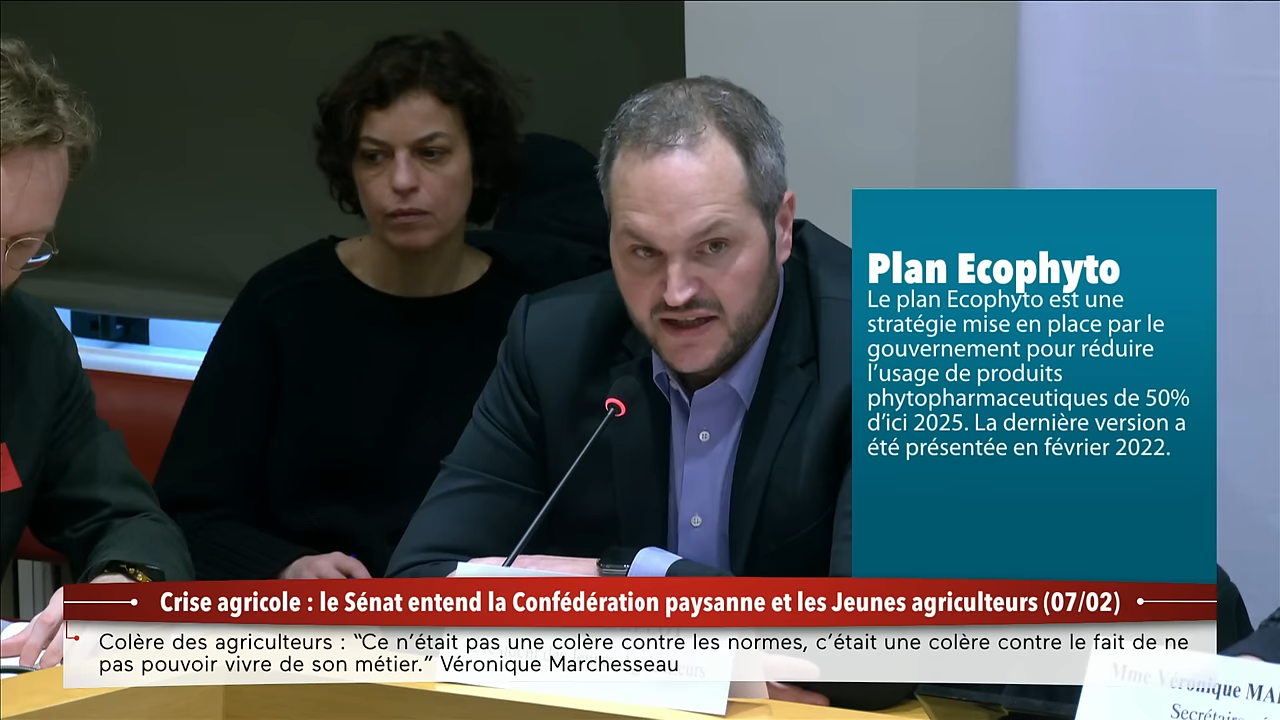 Plan Ecophyto
Le plan Ecophyto est une
stratégie mise en place par le
gouvernement pour réduire
l’usage de produits
phytopharmaceutiques de 50%
d’ici 2025. La dernière version a
été présentée en février 2022.
Crise agricole : le Sénat entend la Confédération paysanne et les Jeunes agriculteurs (07/02)
Colère des agriculteurs : “Ce n’était pas une colère contre les normes, c’était une colère contre le fait de ne
pas pouvoir vivre de son métier.” Véronique Marchesseau
Mme Véronique